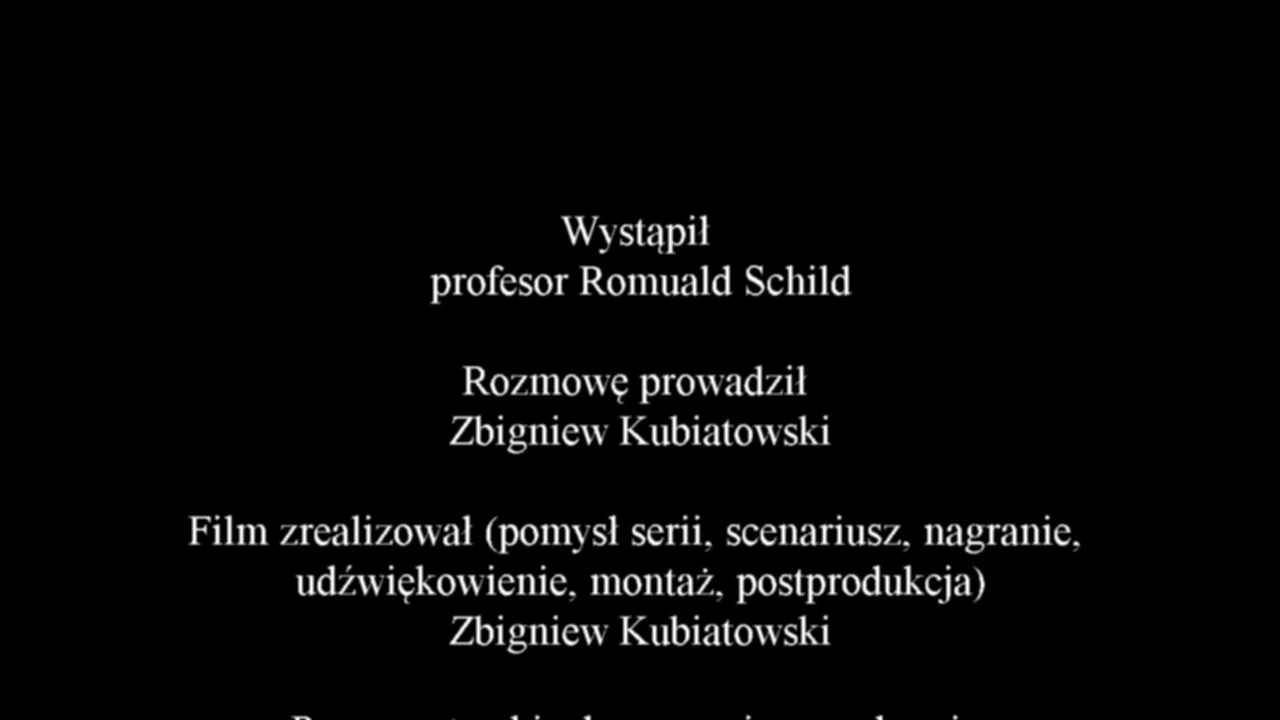 Wystąpił
profesor Romuald Schild
Rozmowę prowadził
Zbigniew Kubiatowski
Film zrealizował (pomysł serii, scenariusz, nagranie,
udźwiękowienie, montaż, postprodukcja)
Zbigniew Kubiatowski